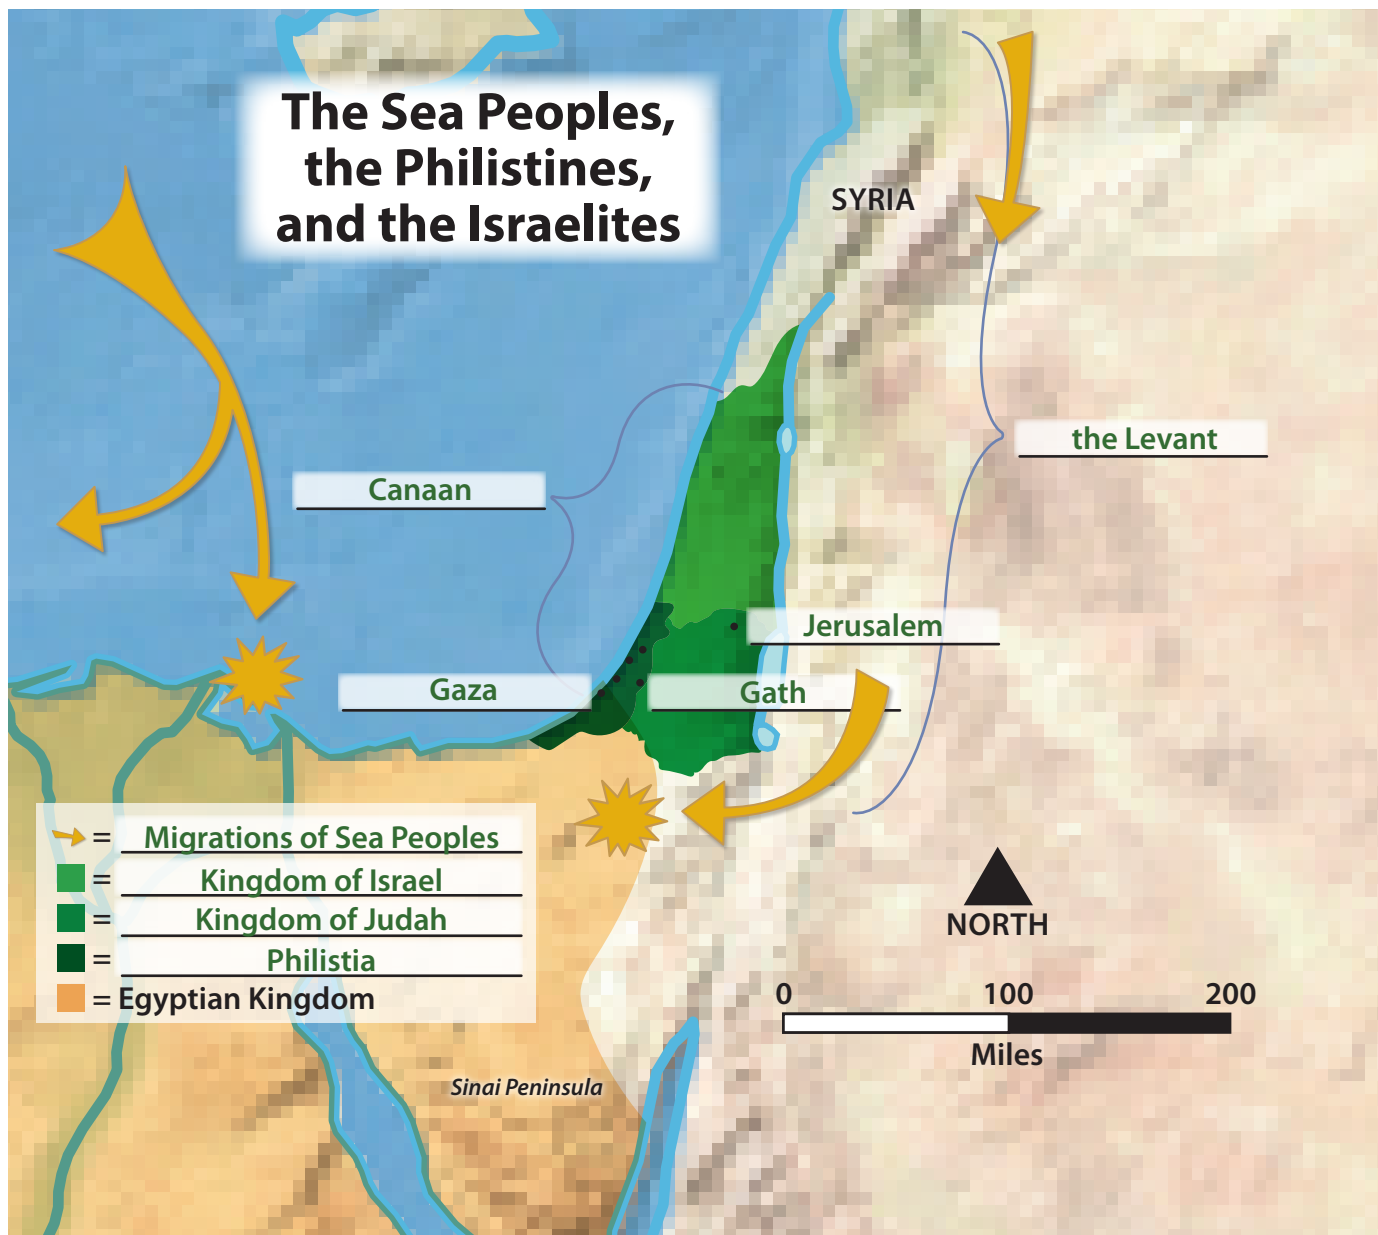 The Sea Peoples,
the Philistines,
and the Israelites
SYRIA
the Levant
Canaan
Jerusalem
Gaza
Gath
= Migrations of Sea Peoples
= Kingdom of Israel
= Kingdom of Judah
= Philistia
= Egyptian Kingdom
NORTH
0 100 200
Miles
Sinai Peninsula